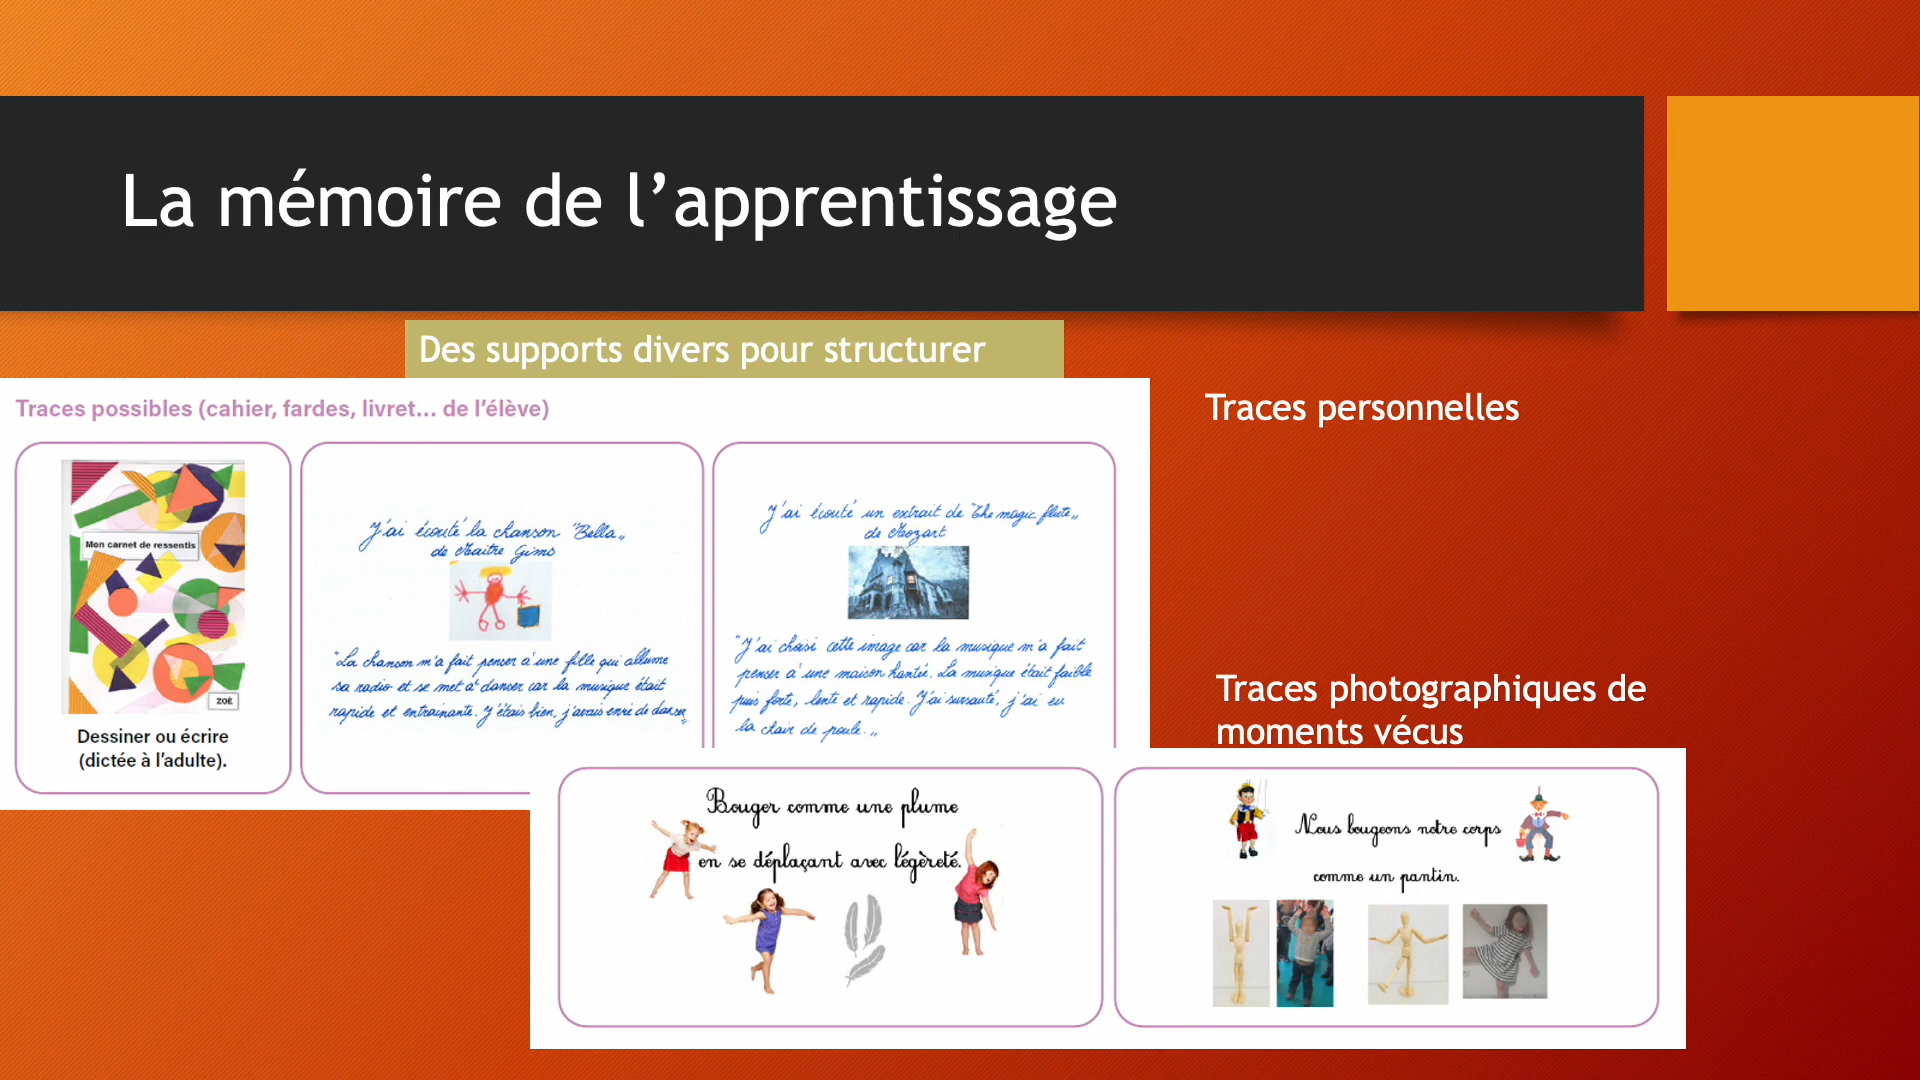 La mémoire de l’apprentissage
Des supports divers pour structurer
Traces possibles (cahier, fardes, livret... de l’élève)
Mon carnet de ressentis
ZOÉ
Dessiner ou écrire
(dictée à l’adulte).
J’ai écouté la chanson "Bella„
de Maître Gims
"La chanson m’a fait penser à une fille qui allume
sa radio et se met à danser car la musique était
rapide et entrainante. J’étais bien, j’avais envie de danser„
J’ai écouté un extrait de "The magic flute„
de Mozart
"J’ai choisi cette image car la musique m’a fait
penser à une maison hantée. La musique était faible
puis forte, lente et rapide. J’ai sursauté, j’ai eu
la chair de poule.„
Traces personnelles
Traces photographiques de
moments vécus
Bouger comme une plume
en se déplaçant avec légèreté.
Nous bougeons notre corps
comme un pantin.